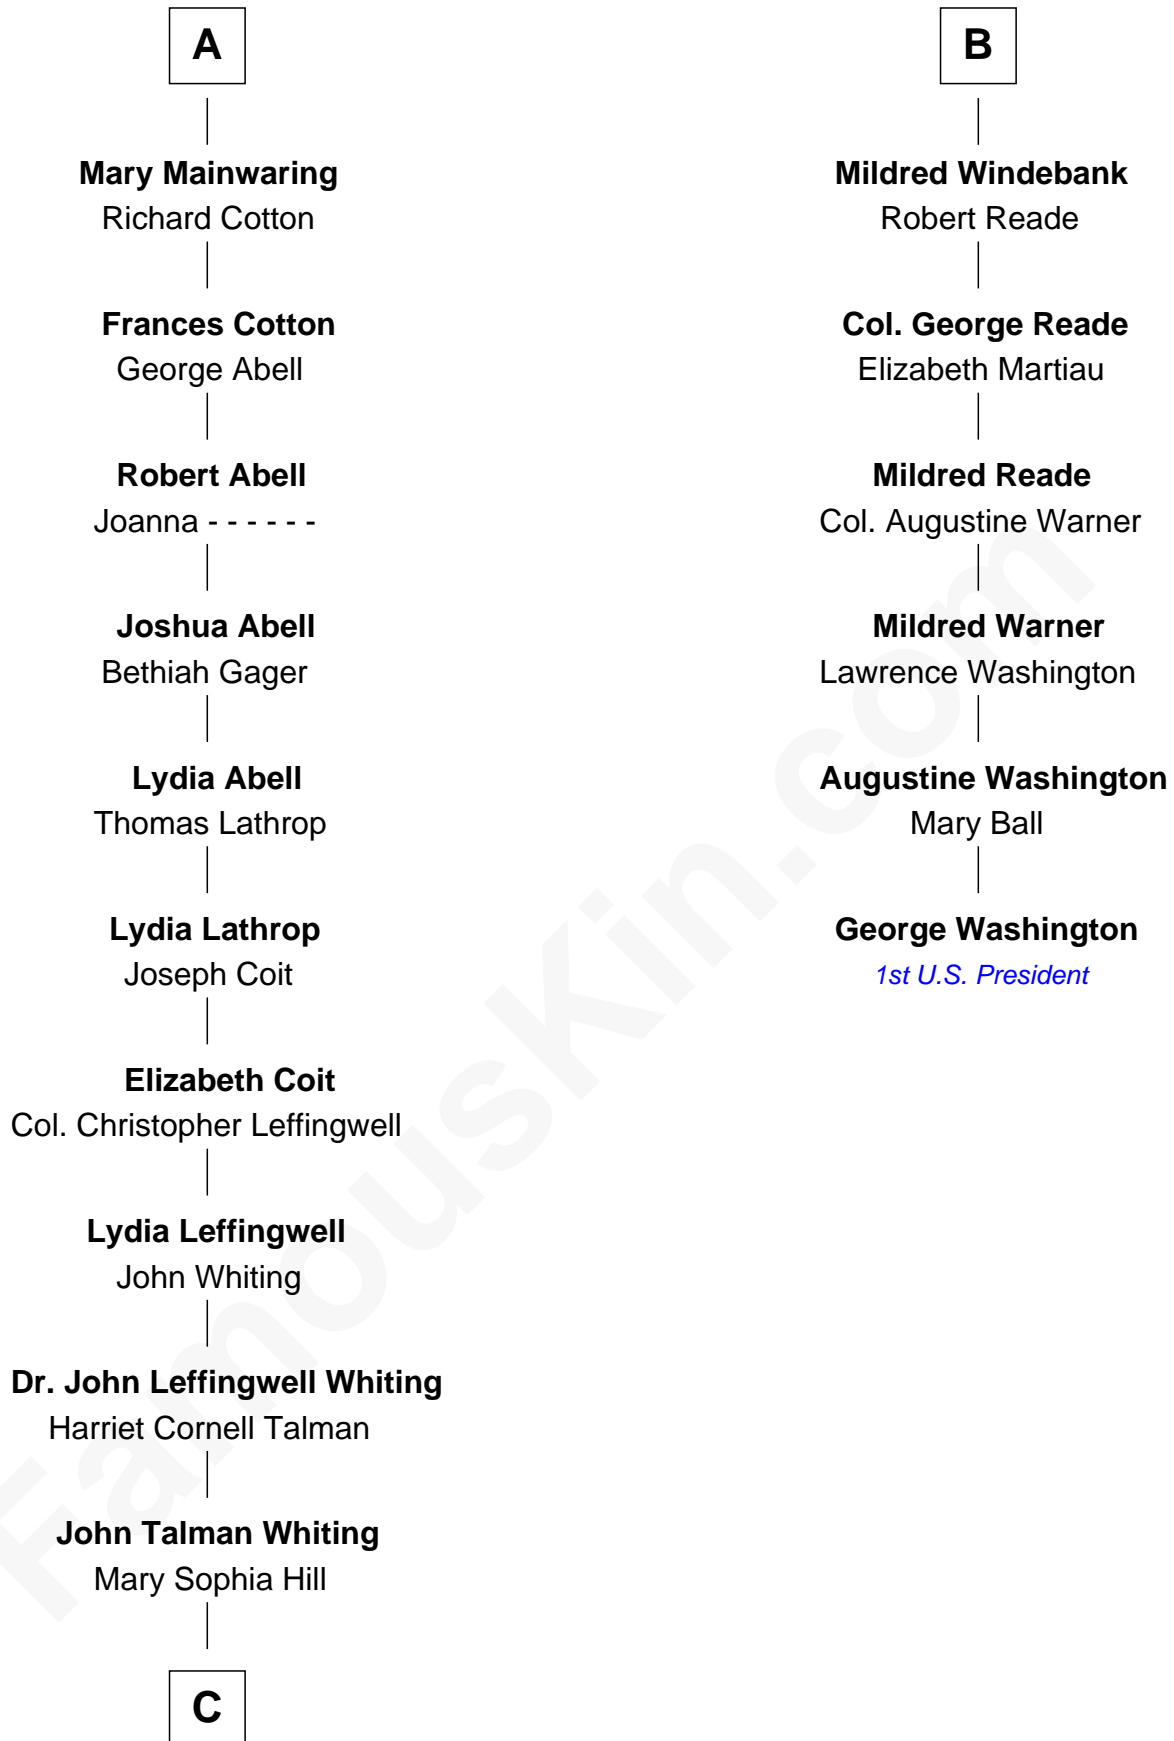 A
Mary Mainwaring
Richard Cotton
Frances Cotton
George Abell
Robert Abell
Joanna - - - - - -
Joshua Abell
Bethiah Gager
Lydia Abell
Thomas Lathrop
Lydia Lathrop
Joseph Coit
Elizabeth Coit
Col. Christopher Leffingwell
Lydia Leffingwell
John Whiting
Dr. John Leffingwell Whiting
Harriet Cornell Talman
John Talman Whiting
Mary Sophia Hill
C
B
Mildred Windebank
Robert Reade
Col. George Reade
Elizabeth Martiau
Mildred Reade
Col. Augustine Warner
Mildred Warner
Lawrence Washington
Augustine Washington
Mary Ball
George Washington
1st U.S. President
FamousKin.com